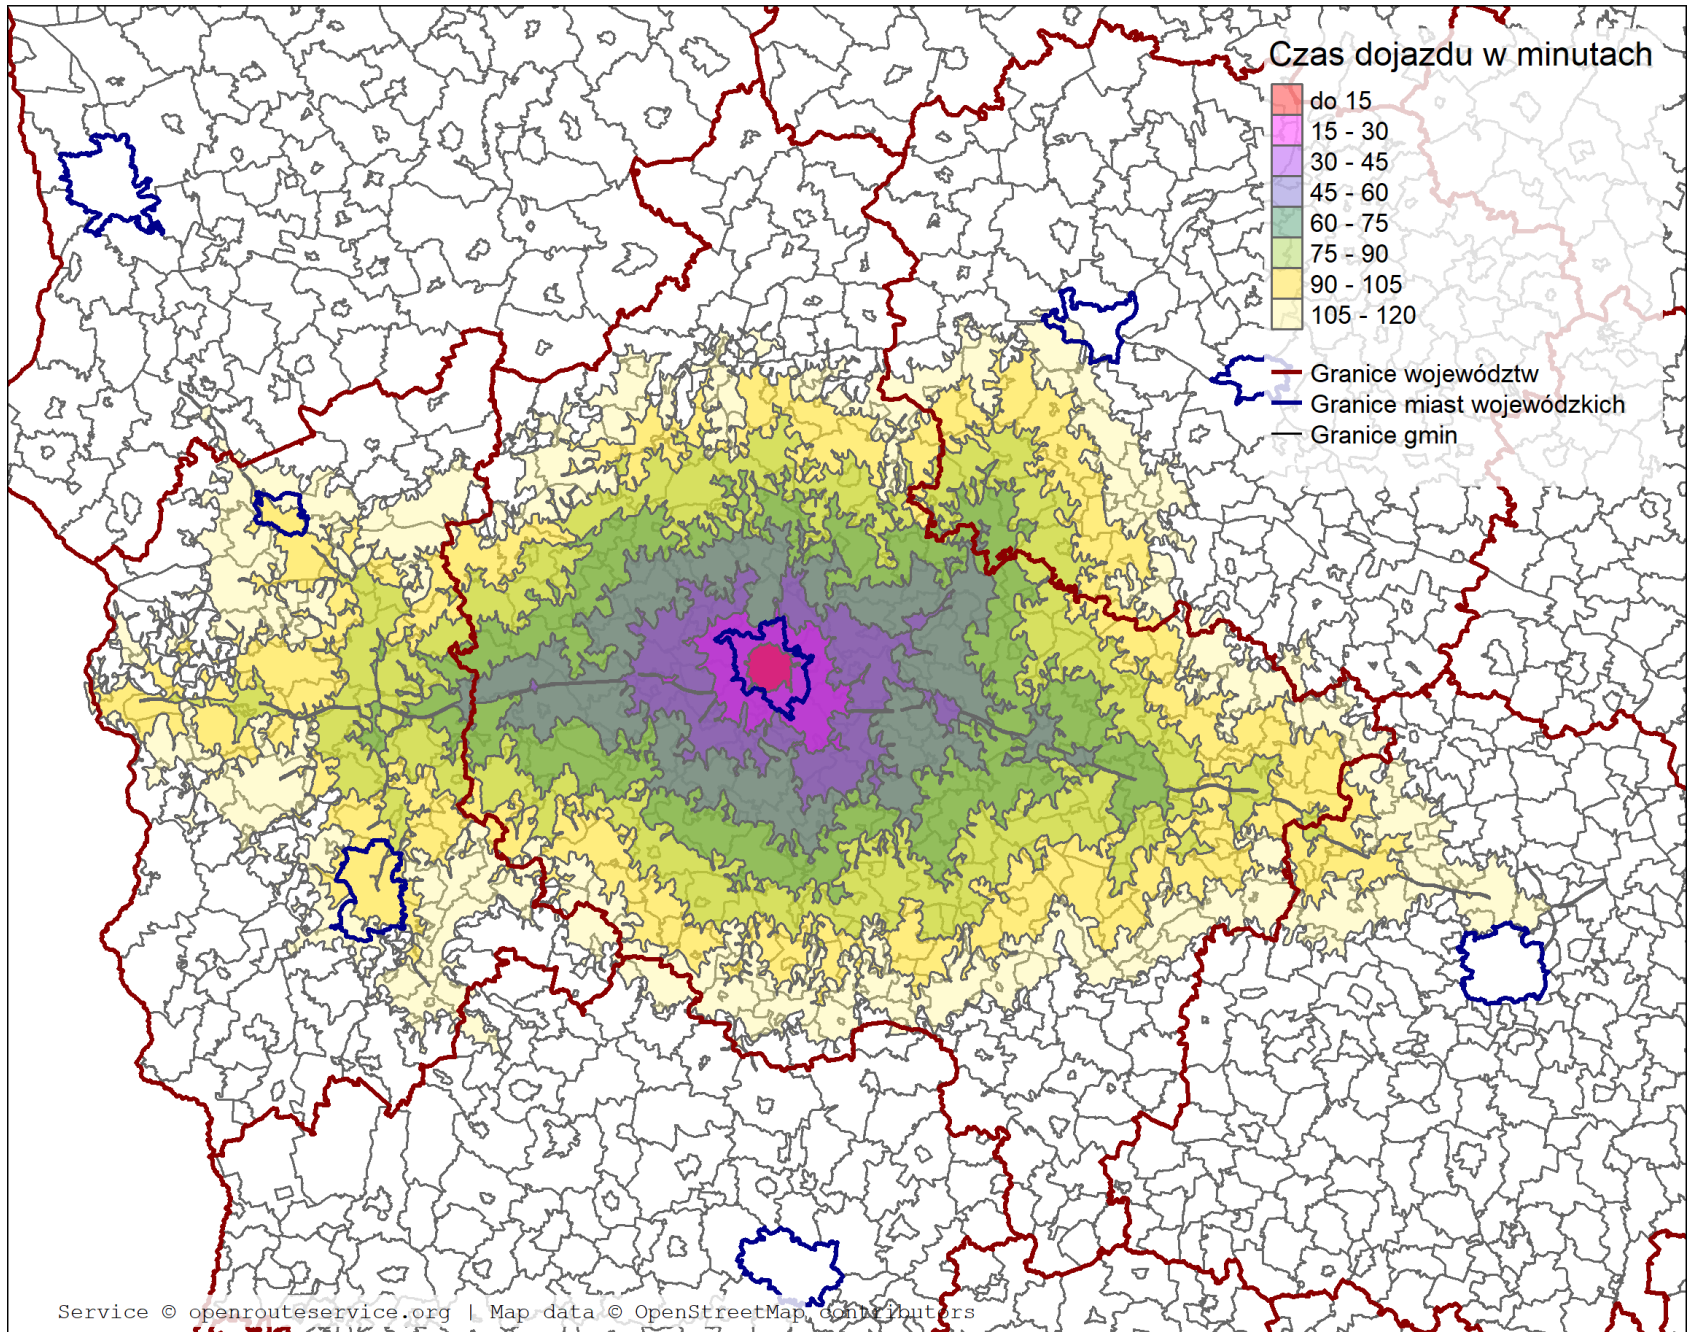 Czas dojazdu w minutach
do 15
15 - 30
30 - 45
45 - 60
60 - 75
75 - 90
90 - 105
105 - 120
Granice województw
Granice miast wojewódzkich
Granice gmin
Service © openrouteservice.org | Map data © OpenStreetMap contributors